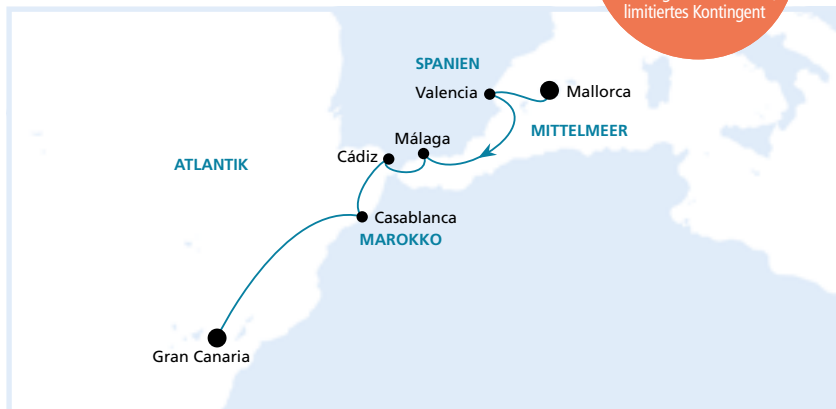 limitiertes Kontingent
SPANIEN
Valencia
Mallorca
MITTELMEER
Málaga
Cádiz
ATLANTIK
Casablanca
MAROKKO
Gran Canaria